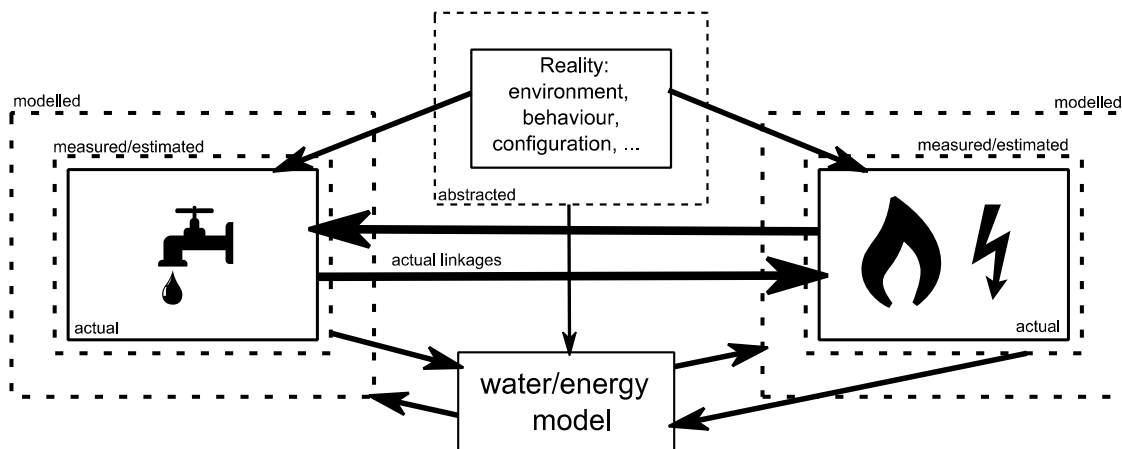 Reality:
environment,
behaviour,
configuration, ...
abstracted
modelled
measured/estimated
actual
modelled
measured/estimated
actual
actual linkages
water/energy
model